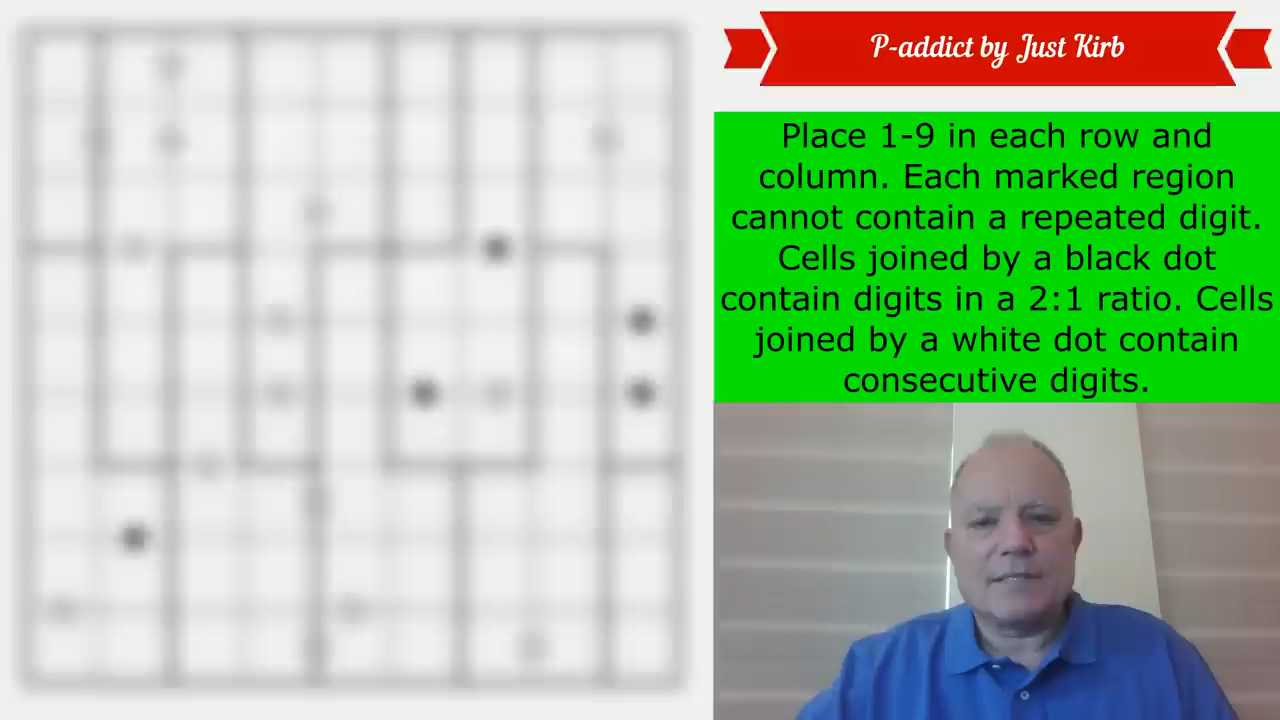 P-addict by Just Kirb
Place 1-9 in each row and
column. Each marked region
cannot contain a repeated digit.
Cells joined by a black dot
contain digits in a 2:1 ratio. Cells
joined by a white dot contain
consecutive digits.